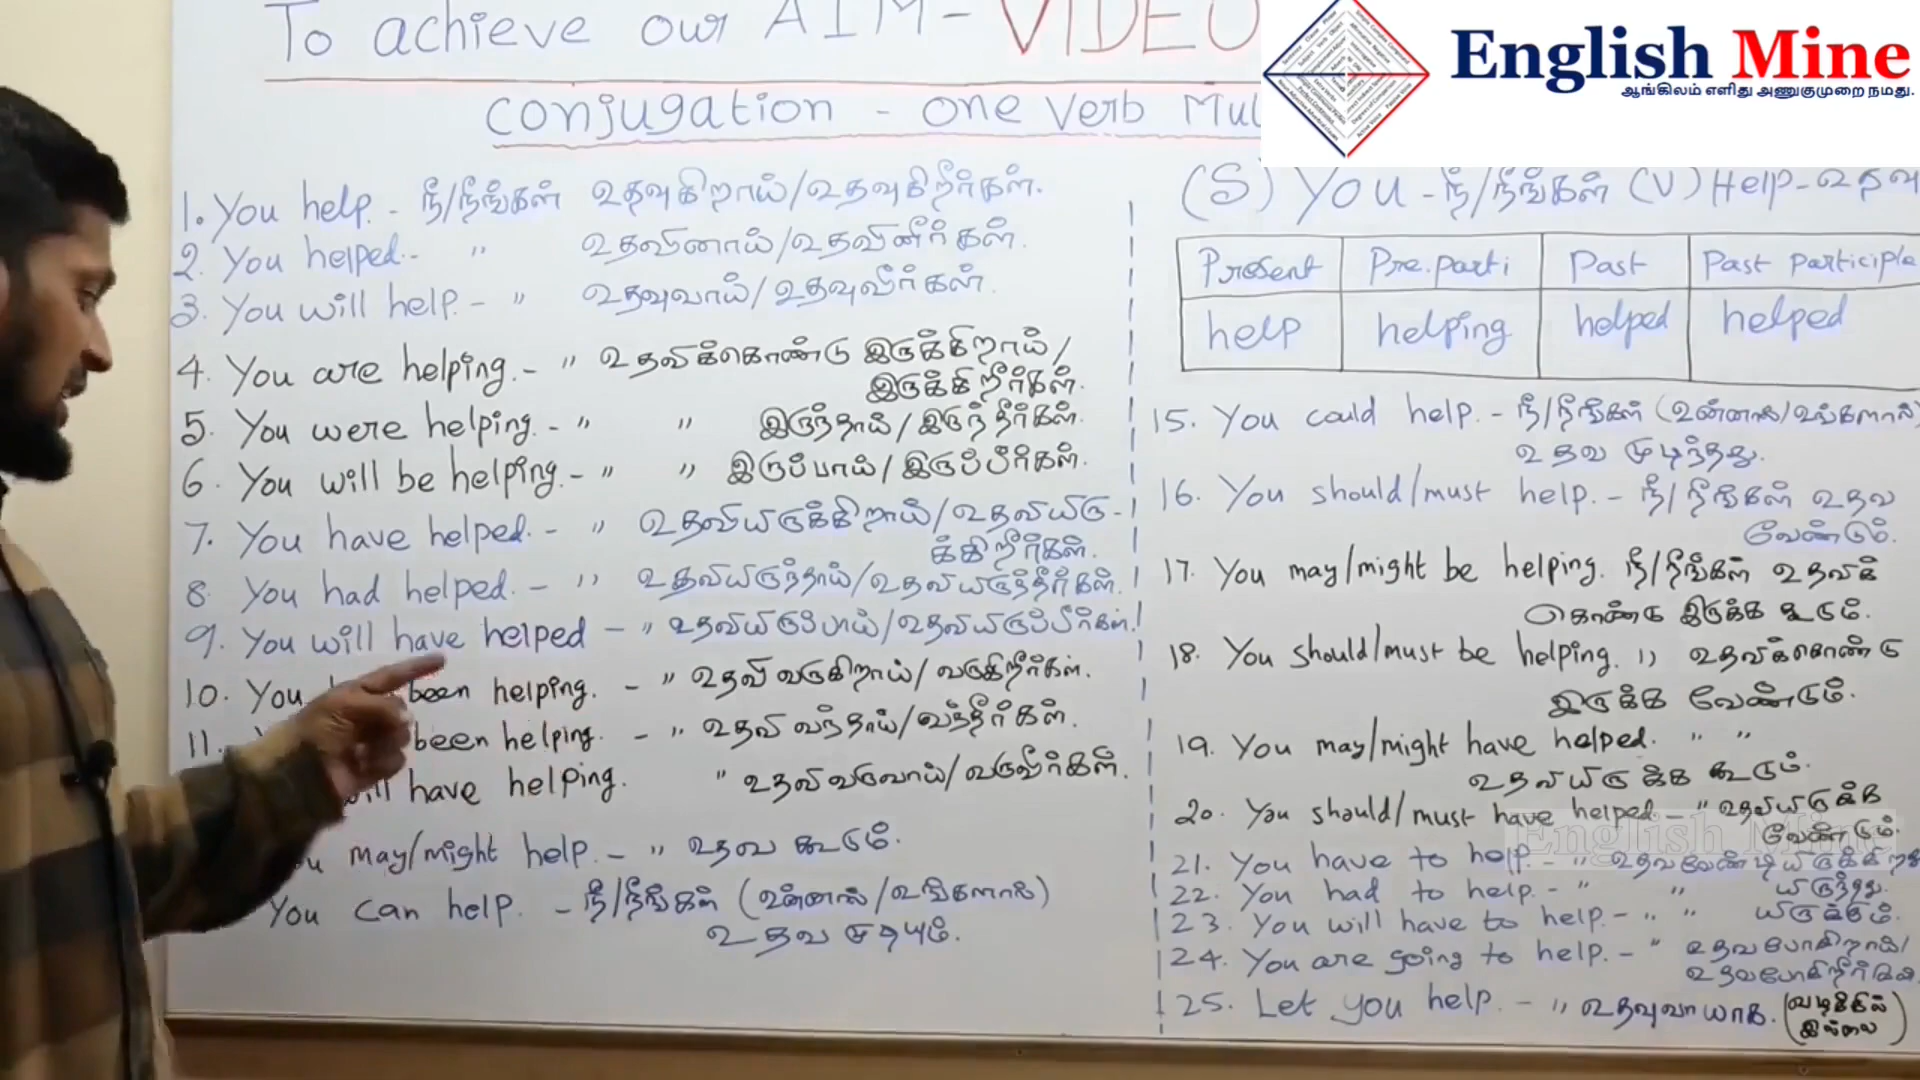 To achieve our AIM - VIDEO
English Mine
ஆங்கிலம் எளிது அணுகுமுறை நமது.
conjugation - One Verb Mul
1. You help. - நீ/நீங்கள் உதவுகிறாய்/உதவுகிறீர்கள்.
2. You helped. - " உதவினாய்/உதவினீர்கள்.
3. You will help. - " உதவுவாய்/உதவுவீர்கள்.
4. You are helping. - " உதவிக்கொண்டு இருக்கிறாய்/
இருக்கிறீர்கள்.
5. You were helping. - " " இருந்தாய்/இருந்தீர்கள்.
6. You will be helping. - " " இருப்பாய்/இருப்பீர்கள்.
7. You have helped. - " உதவியிருக்கிறாய்/உதவியிரு-
க்கிறீர்கள்.
8. You had helped. - " உதவியிருந்தாய்/உதவியிருந்தீர்கள்.
9. You will have helped - " உதவியிருப்பாய்/உதவியிருப்பீர்கள்.
10. You been helping. - " உதவி வருகிறாய்/வருகிறீர்கள்.
11. been helping. - " உதவி வந்தாய்/வந்தீர்கள்.
will have helping. " உதவி வருவாய்/வருவீர்கள்.
may/might help. - " உதவ கூடும்.
You can help. - நீ/நீங்கள் (உன்னால்/உங்களால்)
உதவ முடியும்.
(S) You - நீ/நீங்கள் (V) Help - உதவு
Present Pre.parti Past Past participle
help helping helped helped
15. You could help. - நீ/நீங்கள் (உன்னால்/உங்களால்)
உதவ முடிந்தது.
16. You should/must help. - நீ/நீங்கள் உதவ
வேண்டும்.
17. You may/might be helping. நீ/நீங்கள் உதவிக்
கொண்டு இருக்க கூடும்.
18. You should/must be helping. " உதவிக்கொண்டு
இருக்க வேண்டும்.
19. You may/might have helped. " "
உதவியிருக்க கூடும்.
20. You should/must have helped - " உதவியிருக்க
வேண்டும்.
English Mine
21. You have to help. - " உதவவேண்டியிருக்கிறது
22. You had to help. - " " யிருந்தது.
23. You will have to help. - " " யிருக்கும்.
24. You are going to help. - " உதவபோகிறாய்/
உதவபோகிறீர்கள்
25. Let you help. - " உதவுவாயாக. (வழக்கில்
இல்லை)